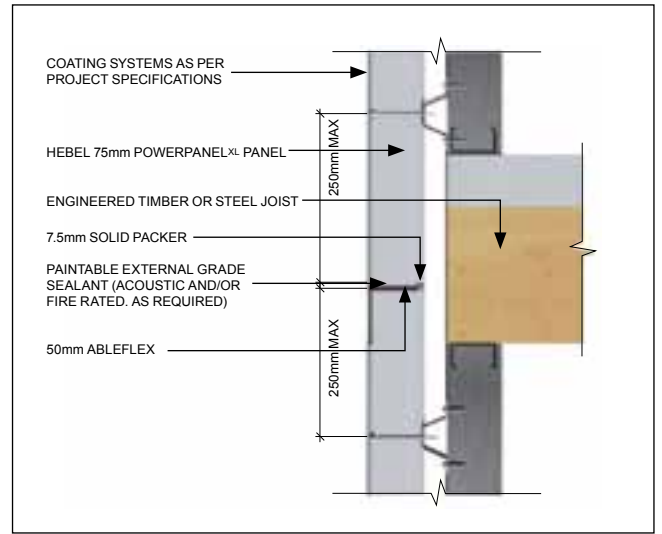 COATING SYSTEMS AS PER
PROJECT SPECIFICATIONS
250mm MAX
HEBEL 75mm POWERPANELXL PANEL
ENGINEERED TIMBER OR STEEL JOIST
7.5mm SOLID PACKER
PAINTABLE EXTERNAL GRADE
SEALANT (ACOUSTIC AND/OR
FIRE RATED. AS REQUIRED)
50mm ABLEFLEX
250mm MAX